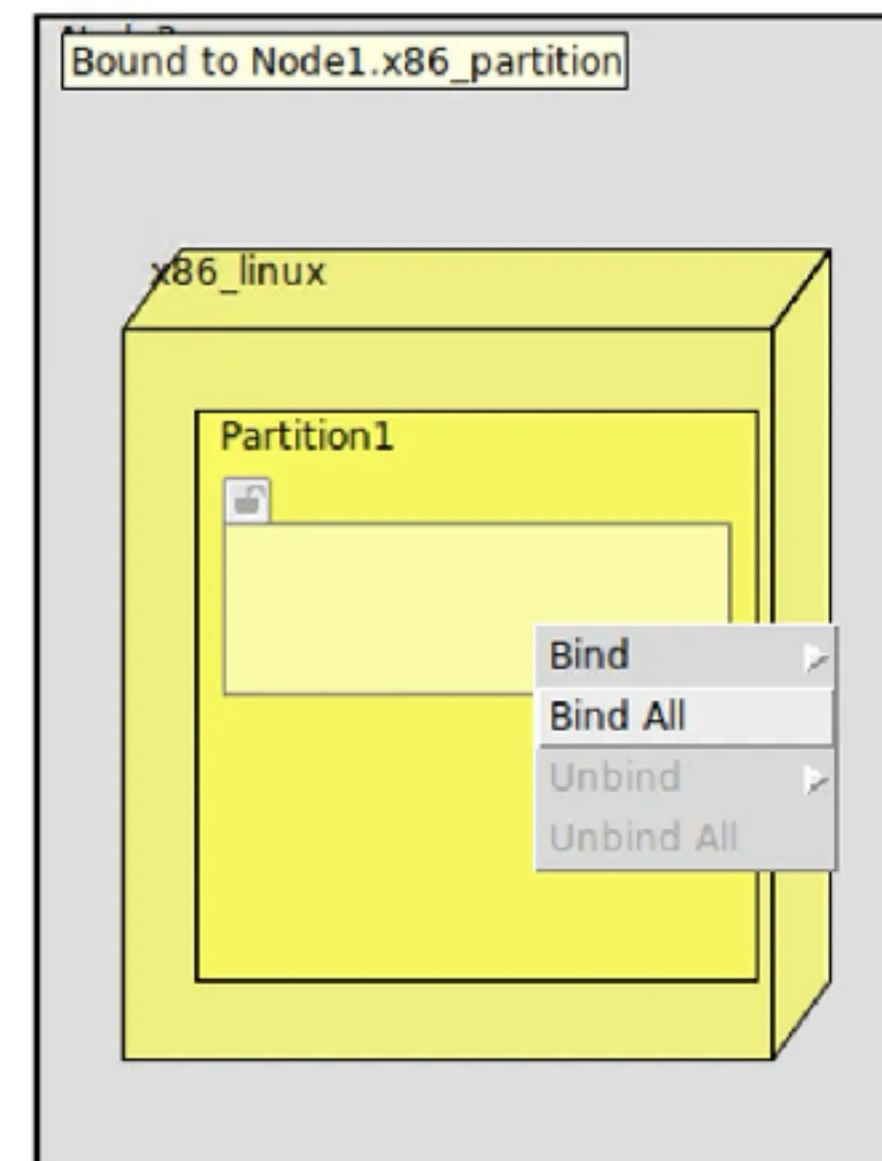 Bound to Node1.x86_partition
x86_linux
Partition1
Bind
Bind All
Unbind
Unbind All